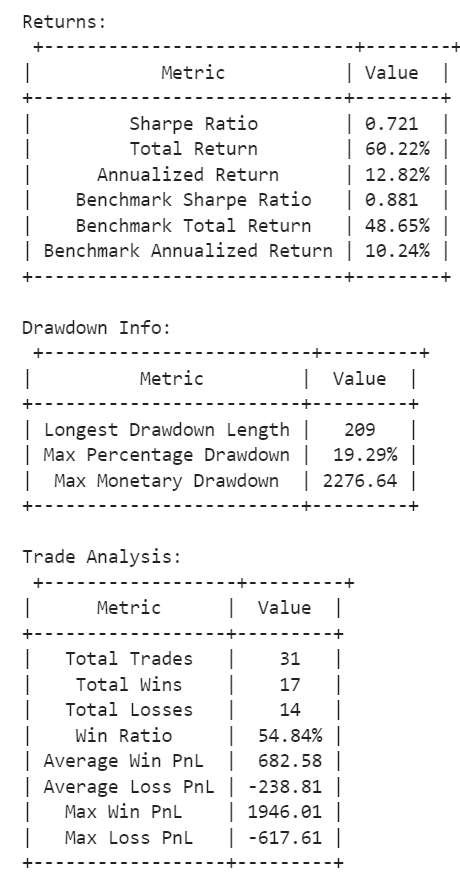 Returns:
+------------------------------+--------+
|            Metric            | Value  |
+------------------------------+--------+
|         Sharpe Ratio         | 0.721  |
|         Total Return         | 60.22% |
|      Annualized Return       | 12.82% |
|    Benchmark Sharpe Ratio    | 0.881  |
|    Benchmark Total Return    | 48.65% |
| Benchmark Annualized Return | 10.24% |
+------------------------------+--------+
Drawdown Info:
+--------------------------+---------+
|          Metric          |  Value  |
+--------------------------+---------+
| Longest Drawdown Length |   209   |
| Max Percentage Drawdown |  19.29% |
|  Max Monetary Drawdown  | 2276.64 |
+--------------------------+---------+
Trade Analysis:
+-------------------+---------+
|      Metric      |  Value  |
+-------------------+---------+
|   Total Trades   |    31   |
|    Total Wins    |    17   |
|   Total Losses   |    14   |
|    Win Ratio     |  54.84% |
| Average Win PnL  |  682.58 |
| Average Loss PnL | -238.81 |
|   Max Win PnL    | 1946.01 |
|   Max Loss PnL   | -617.61 |
+-------------------+---------+